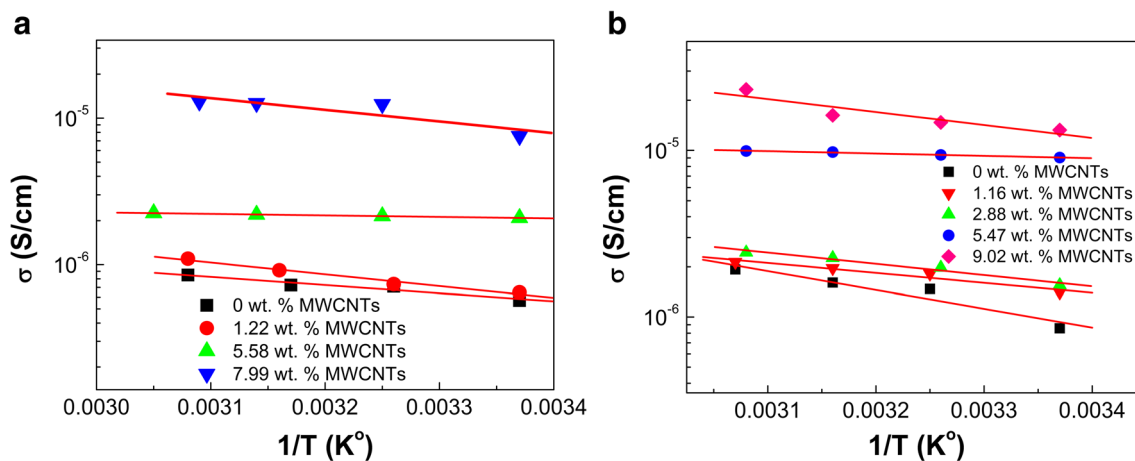 a
10⁻⁵
10⁻⁶
σ (S/cm)
0 wt. % MWCNTs
1.22 wt. % MWCNTs
5.58 wt. % MWCNTs
7.99 wt. % MWCNTs
0.0030 0.0031 0.0032 0.0033 0.0034
1/T (K°)
b
10⁻⁵
10⁻⁶
σ (S/cm)
0 wt. % MWCNTs
1.16 wt. % MWCNTs
2.88 wt. % MWCNTs
5.47 wt. % MWCNTs
9.02 wt. % MWCNTs
0.0031 0.0032 0.0033 0.0034
1/T (K°)